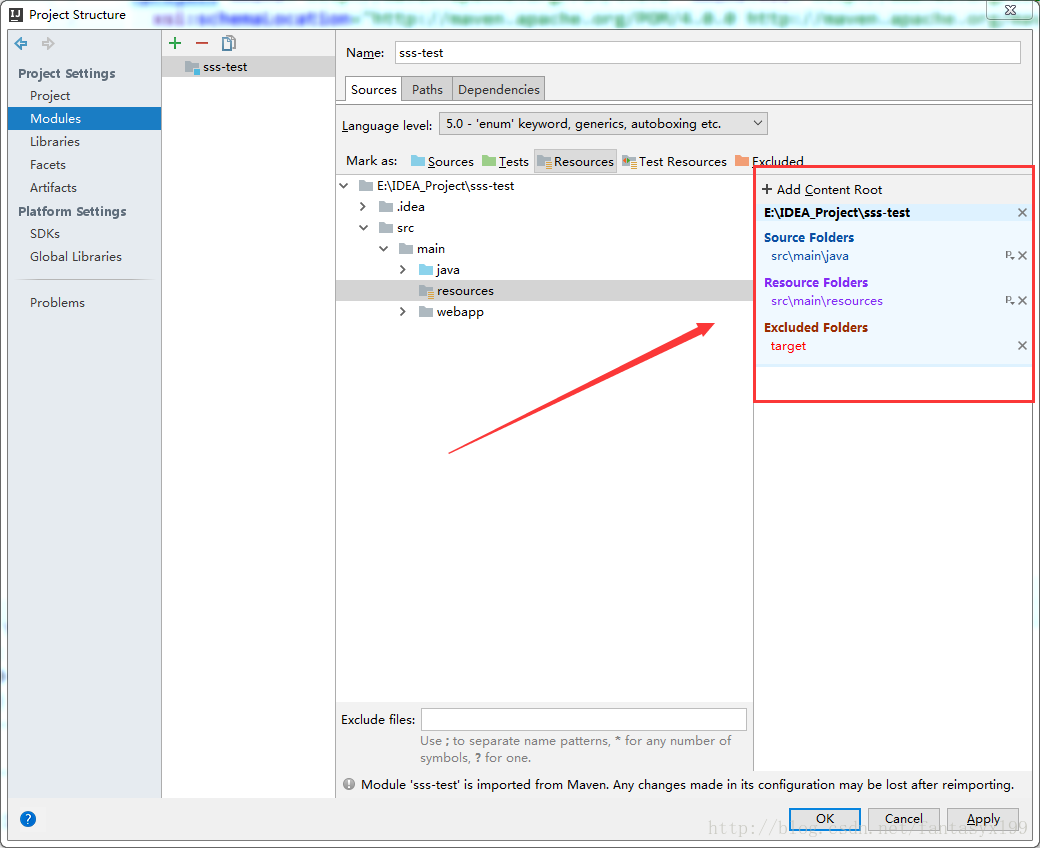 xsi:schemaLocation="http://maven.apache.org/POM/4.0.0 http://maven.apache.org/
Project Structure
Project Settings
Project
Modules
Libraries
Facets
Artifacts
Platform Settings
SDKs
Global Libraries
Problems
sss-test
Name: sss-test
Sources Paths Dependencies
Language level: 5.0 - 'enum' keyword, generics, autoboxing etc.
Mark as: Sources Tests Resources Test Resources Excluded
E:\IDEA_Project\sss-test
.idea
src
main
java
resources
webapp
+ Add Content Root
E:\IDEA_Project\sss-test
Source Folders
src\main\java
Resource Folders
src\main\resources
Excluded Folders
target
Exclude files:
Use ; to separate name patterns, * for any number of
symbols, ? for one.
Module 'sss-test' is imported from Maven. Any changes made in its configuration may be lost after reimporting.
? OK Cancel Apply
http://blog.csdn.net/fantasyx199